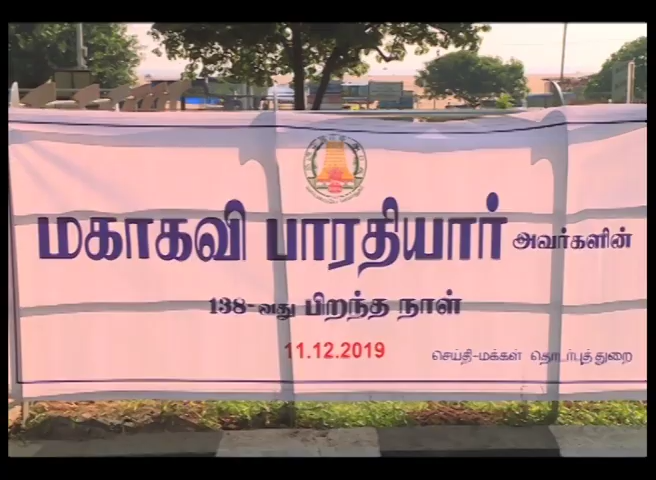 மகாகவி பாரதியார் அவர்களின்
138-வது பிறந்த நாள்
11.12.2019
செய்தி-மக்கள் தொடர்புத்துறை